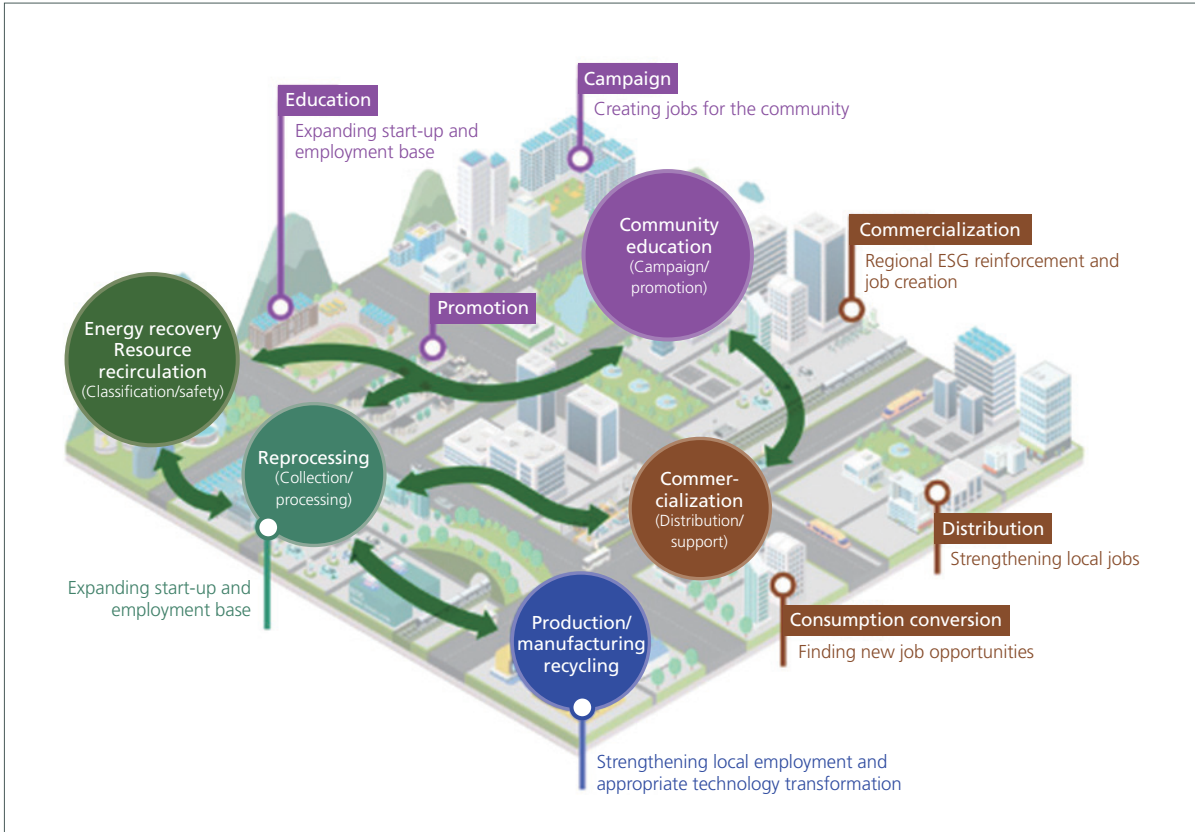 Campaign
Creating jobs for the community
Education
Expanding start-up and
employment base
Community
education
(Campaign/
promotion)
Commercialization
Regional ESG reinforcement and
job creation
Promotion
Energy recovery
Resource
recirculation
(Classification/safety)
Reprocessing
(Collection/
processing)
Commer-
cialization
(Distribution/
support)
Distribution
Strengthening local jobs
Expanding start-up and
employment base
Production/
manufacturing
recycling
Consumption conversion
Finding new job opportunities
Strengthening local employment and
appropriate technology transformation